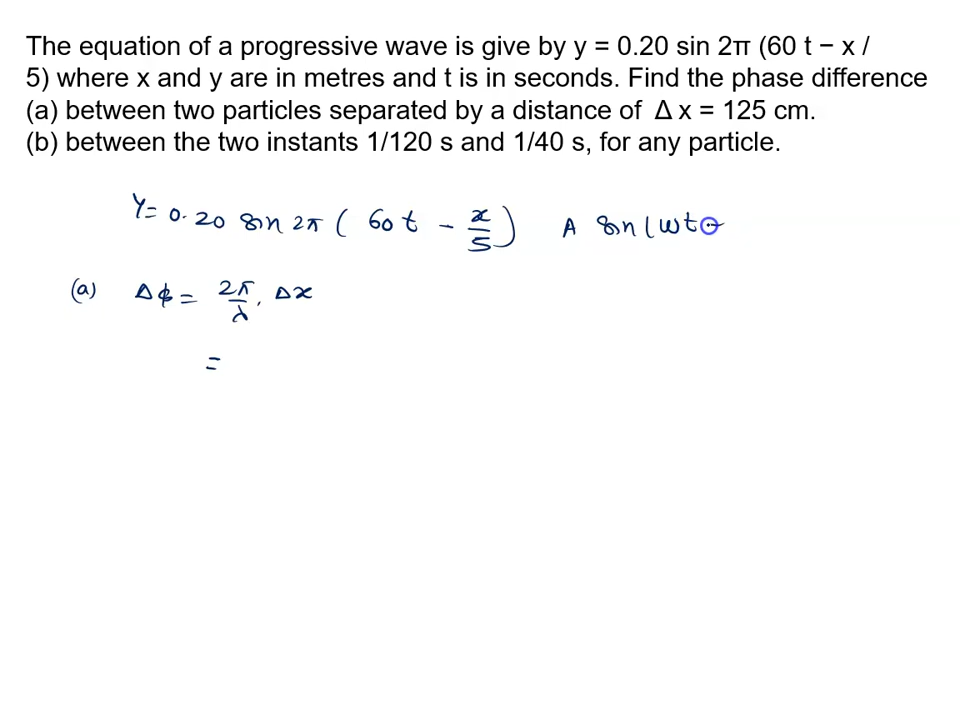 The equation of a progressive wave is give by y = 0.20 sin 2π (60 t − x /
5) where x and y are in metres and t is in seconds. Find the phase difference
(a) between two particles separated by a distance of Δ x = 125 cm.
(b) between the two instants 1/120 s and 1/40 s, for any particle.
Y= 0.20 sin 2π ( 60 t - x/5 ) A sin (ωt -
(a) Δϕ = 2π/λ . Δx
=